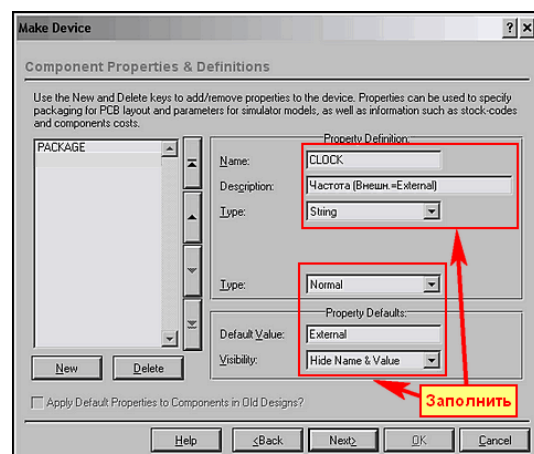 Make Device
Component Properties & Definitions
Use the New and Delete keys to add/remove properties to the device. Properties can be used to specify
packaging for PCB layout and parameters for simulator models, as well as information such as stock-codes
and components costs.
PACKAGE
Property Definition:
Name:
CLOCK
Description:
Частота (Внешн.=External)
Type:
String
Type:
Normal
Property Defaults:
Default Value:
External
Visibility:
Hide Name & Value
New
Delete
Заполнить
Apply Default Properties to Components in Old Designs?
Help
<Back
Next>
OK
Cancel